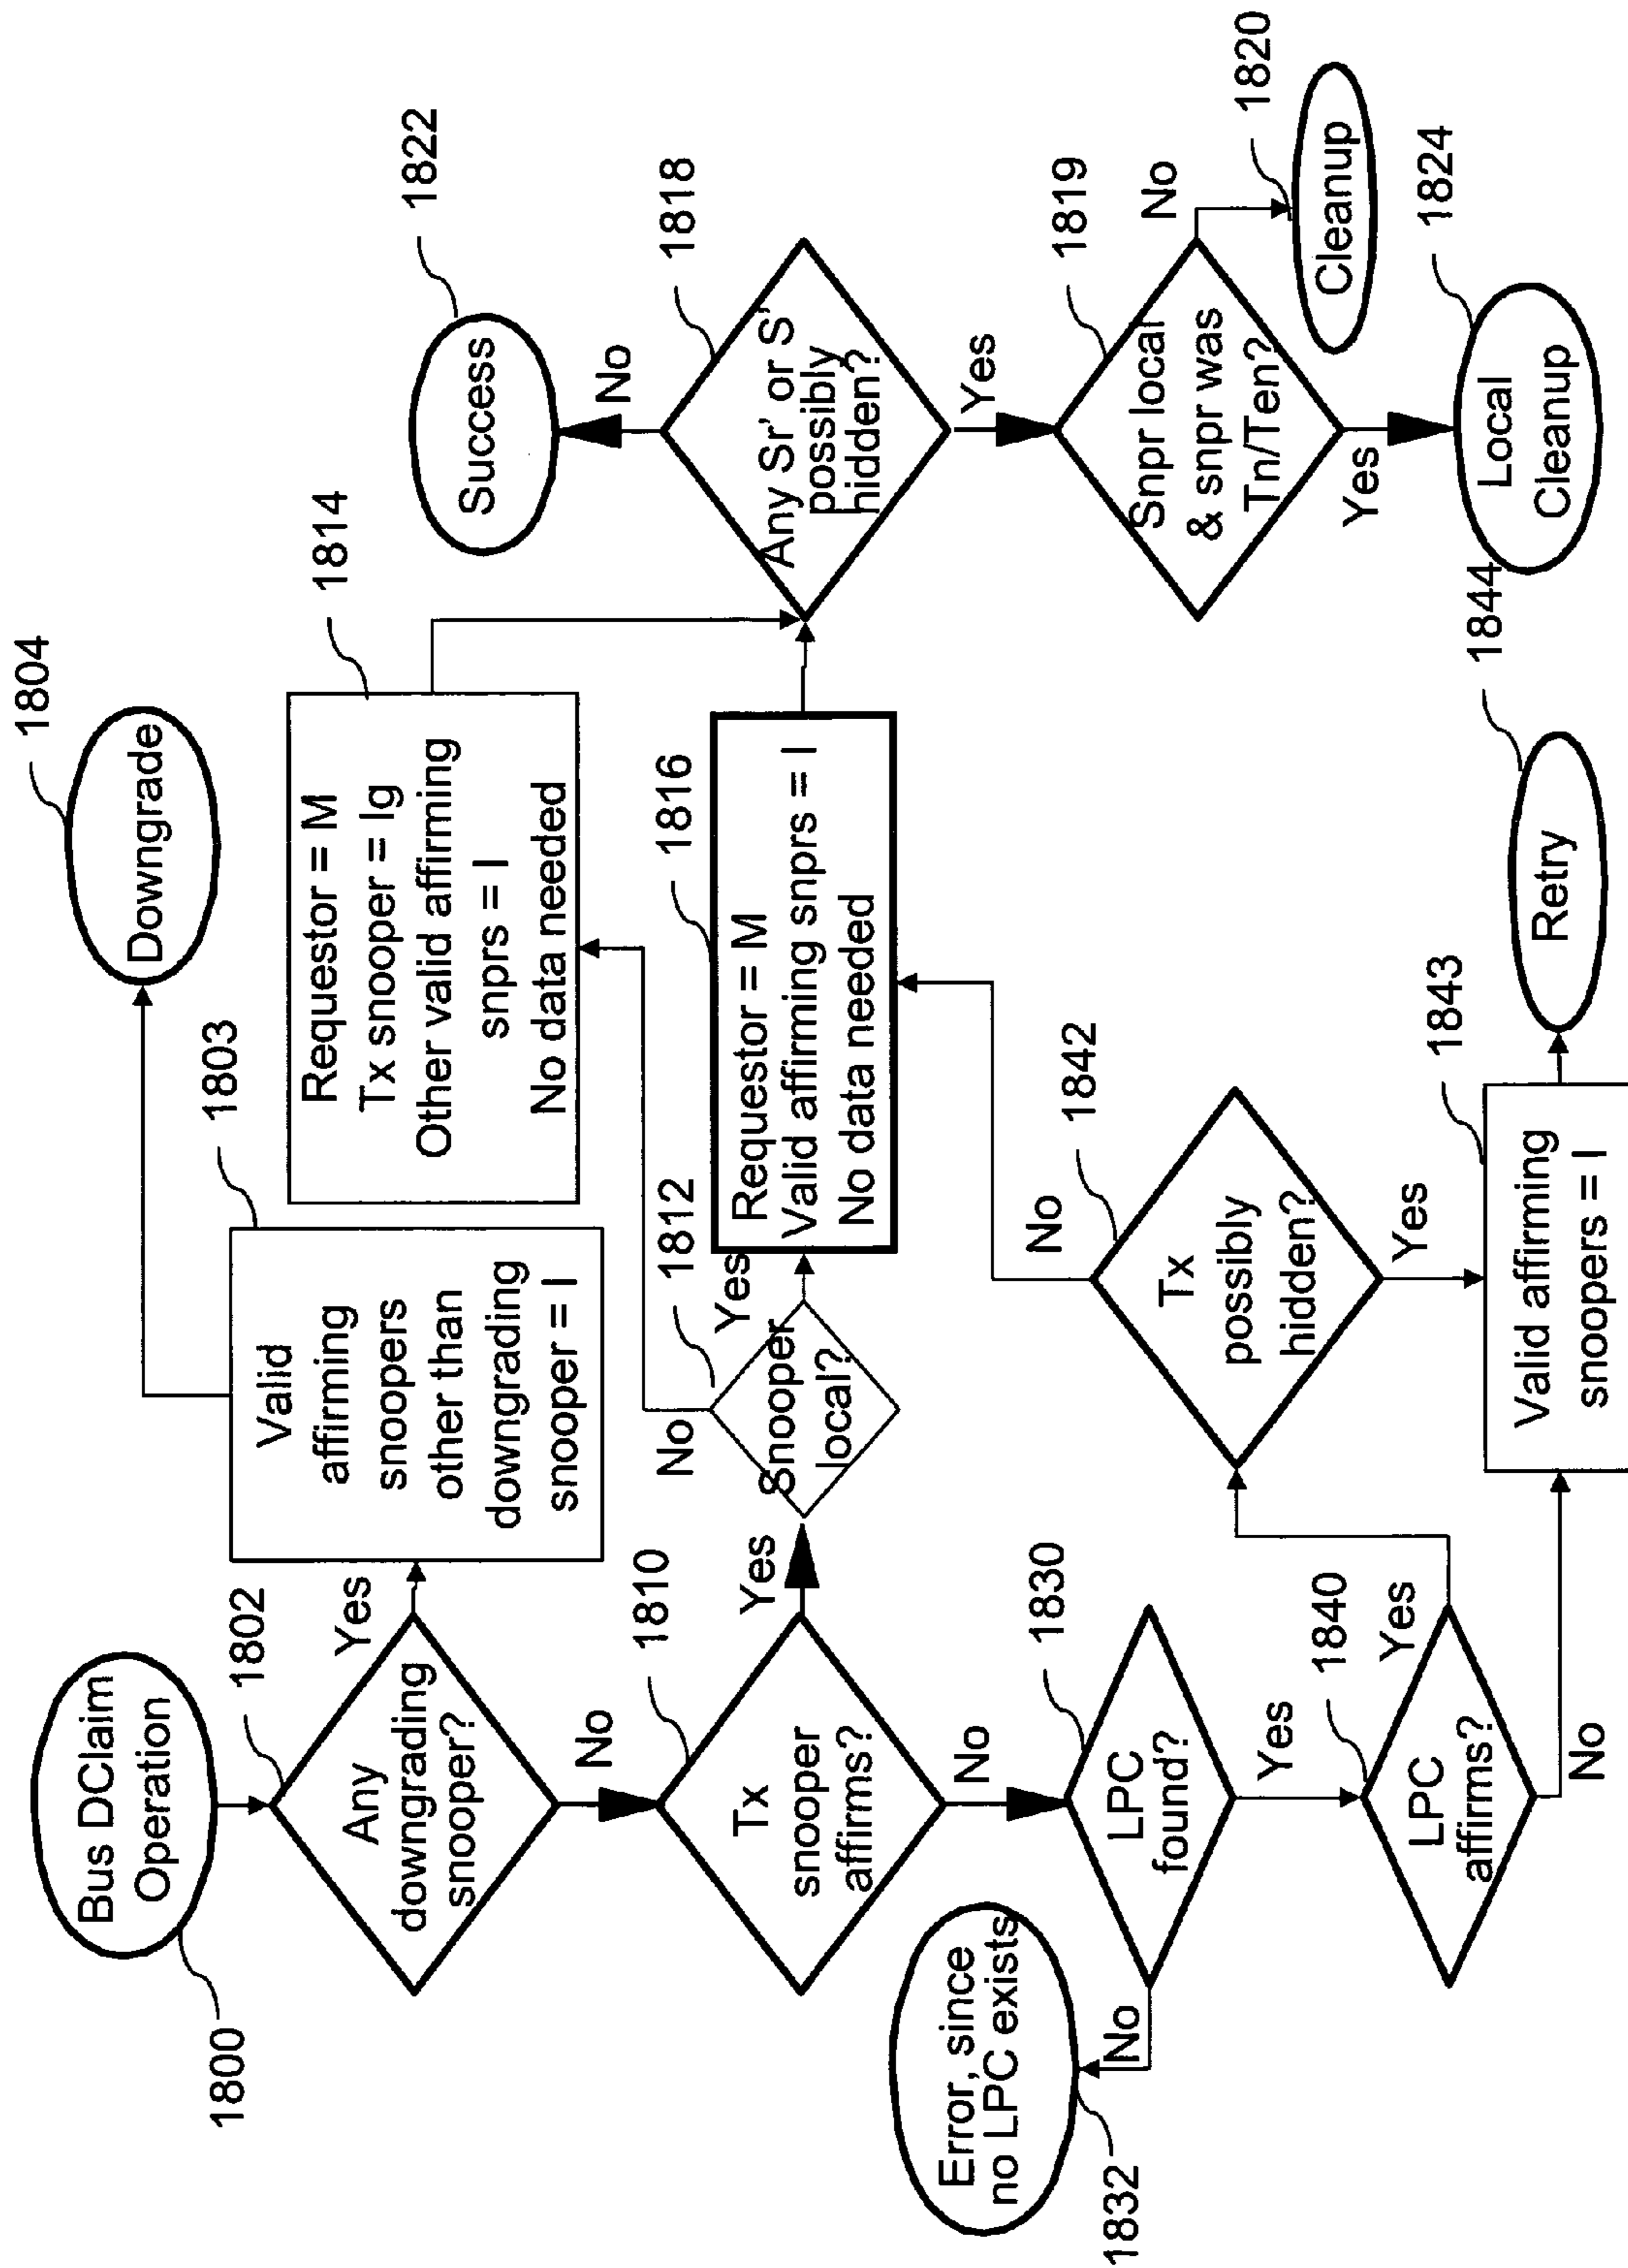 Bus DClaim
Operation
1800
1802
Any
downgrading
snooper?
Yes
No
1803
Valid
affirming
snoopers
other than
downgrading
snooper = I
1804
Downgrade
1810
Tx
snooper
affirms?
Yes
No
1812
Snooper
local?
No
Yes
1814
Requestor = M
Tx snooper = Ig
Other valid affirming
snprs = I
No data needed
1816
Requestor = M
Valid affirming snprs = I
No data needed
1818
Any Sr' or S'
possibly
hidden?
No
Yes
1822
Success
1819
Snpr local
& snpr was
Tn/Ten?
No
Yes
1820
Cleanup
1824
Local
Cleanup
1830
LPC
found?
No
Yes
1832
Error, since
no LPC exists
1840
LPC
affirms?
Yes
No
1842
Tx
possibly
hidden?
No
Yes
1843
Valid affirming
snoopers = I
1844
Retry